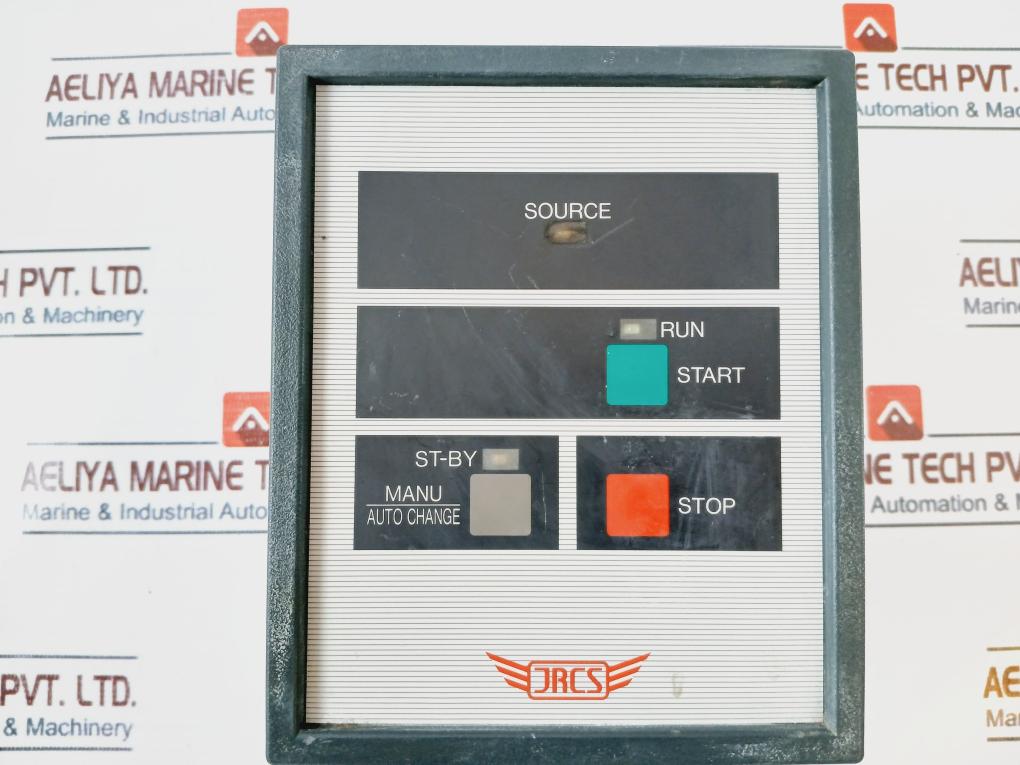 AELIYA MARINE T
Marine & Industrial Auto
E TECH PVT.
Automation & Mac
H PVT. LTD.
on & Machinery
AELI
Marine
SOURCE
RUN
START
ST-BY
MANU
AUTO CHANGE
STOP
AELIYA MARINE T
Marine & Industrial Auto
NE TECH PV
Automation & M
JRCS
PVT. LTD.
& Machinery
AE
Mar